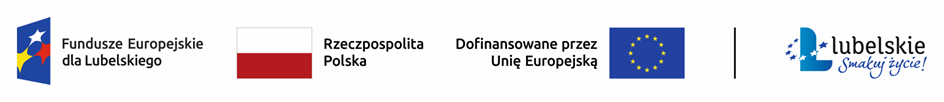 Fundusze Europejskie
dla Lubelskiego
Rzeczpospolita
Polska
Dofinansowane przez
Unię Europejską
lubelskie
Smakuj życie!